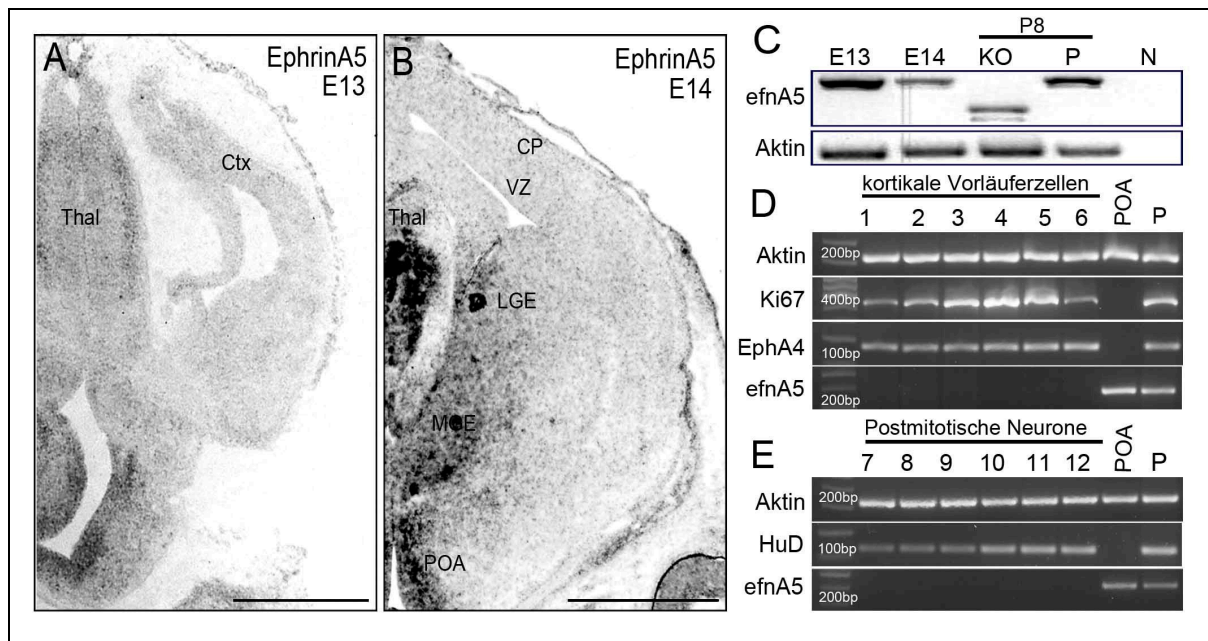 A
EphrinA5
E13
Ctx
Thal
B
EphrinA5
E14
CP
VZ
Thal
LGE
MGE
POA
C
P8
E13 E14 KO P N
efnA5
Aktin
D
kortikale Vorläuferzellen
1 2 3 4 5 6 POA P
Aktin 200bp
Ki67 400bp
EphA4 100bp
efnA5 200bp
E
Postmitotische Neurone
7 8 9 10 11 12 POA P
Aktin 200bp
HuD 100bp
efnA5 200bp